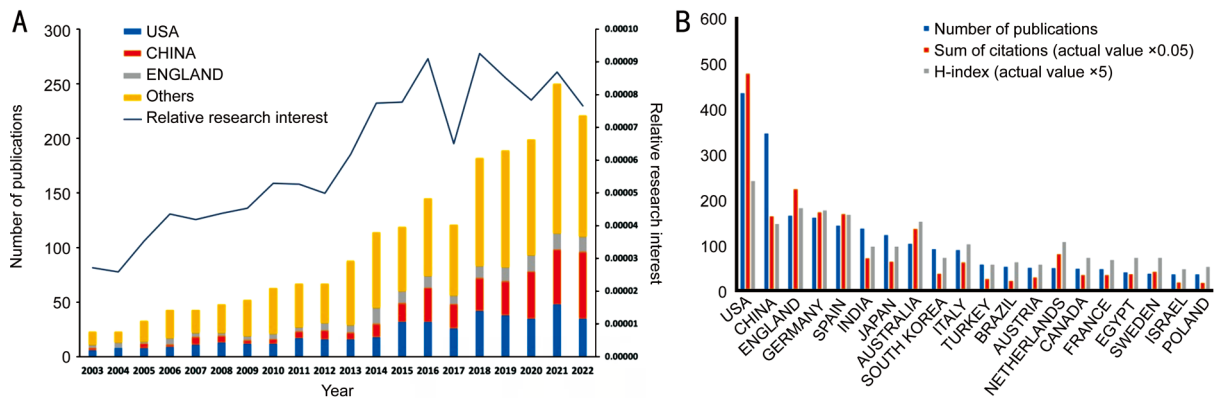 A
300
250
200
150
100
50
0
Number of publications
USA
CHINA
ENGLAND
Others
Relative research interest
0.00010
0.00009
0.00008
0.00007
0.00006
0.00005
0.00004
0.00003
0.00002
0.00001
0.00000
Relative research interest
2003 2004 2005 2006 2007 2008 2009 2010 2011 2012 2013 2014 2015 2016 2017 2018 2019 2020 2021 2022
Year
B
600
500
400
300
200
100
0
Number of publications
Sum of citations (actual value ×0.05)
H-index (actual value ×5)
USA
CHINA
ENGLAND
GERMANY
SPAIN
INDIA
JAPAN
AUSTRALIA
SOUTH KOREA
ITALY
TURKEY
BRAZIL
AUSTRIA
NETHERLANDS
CANADA
FRANCE
EGYPT
SWEDEN
ISRAEL
POLAND